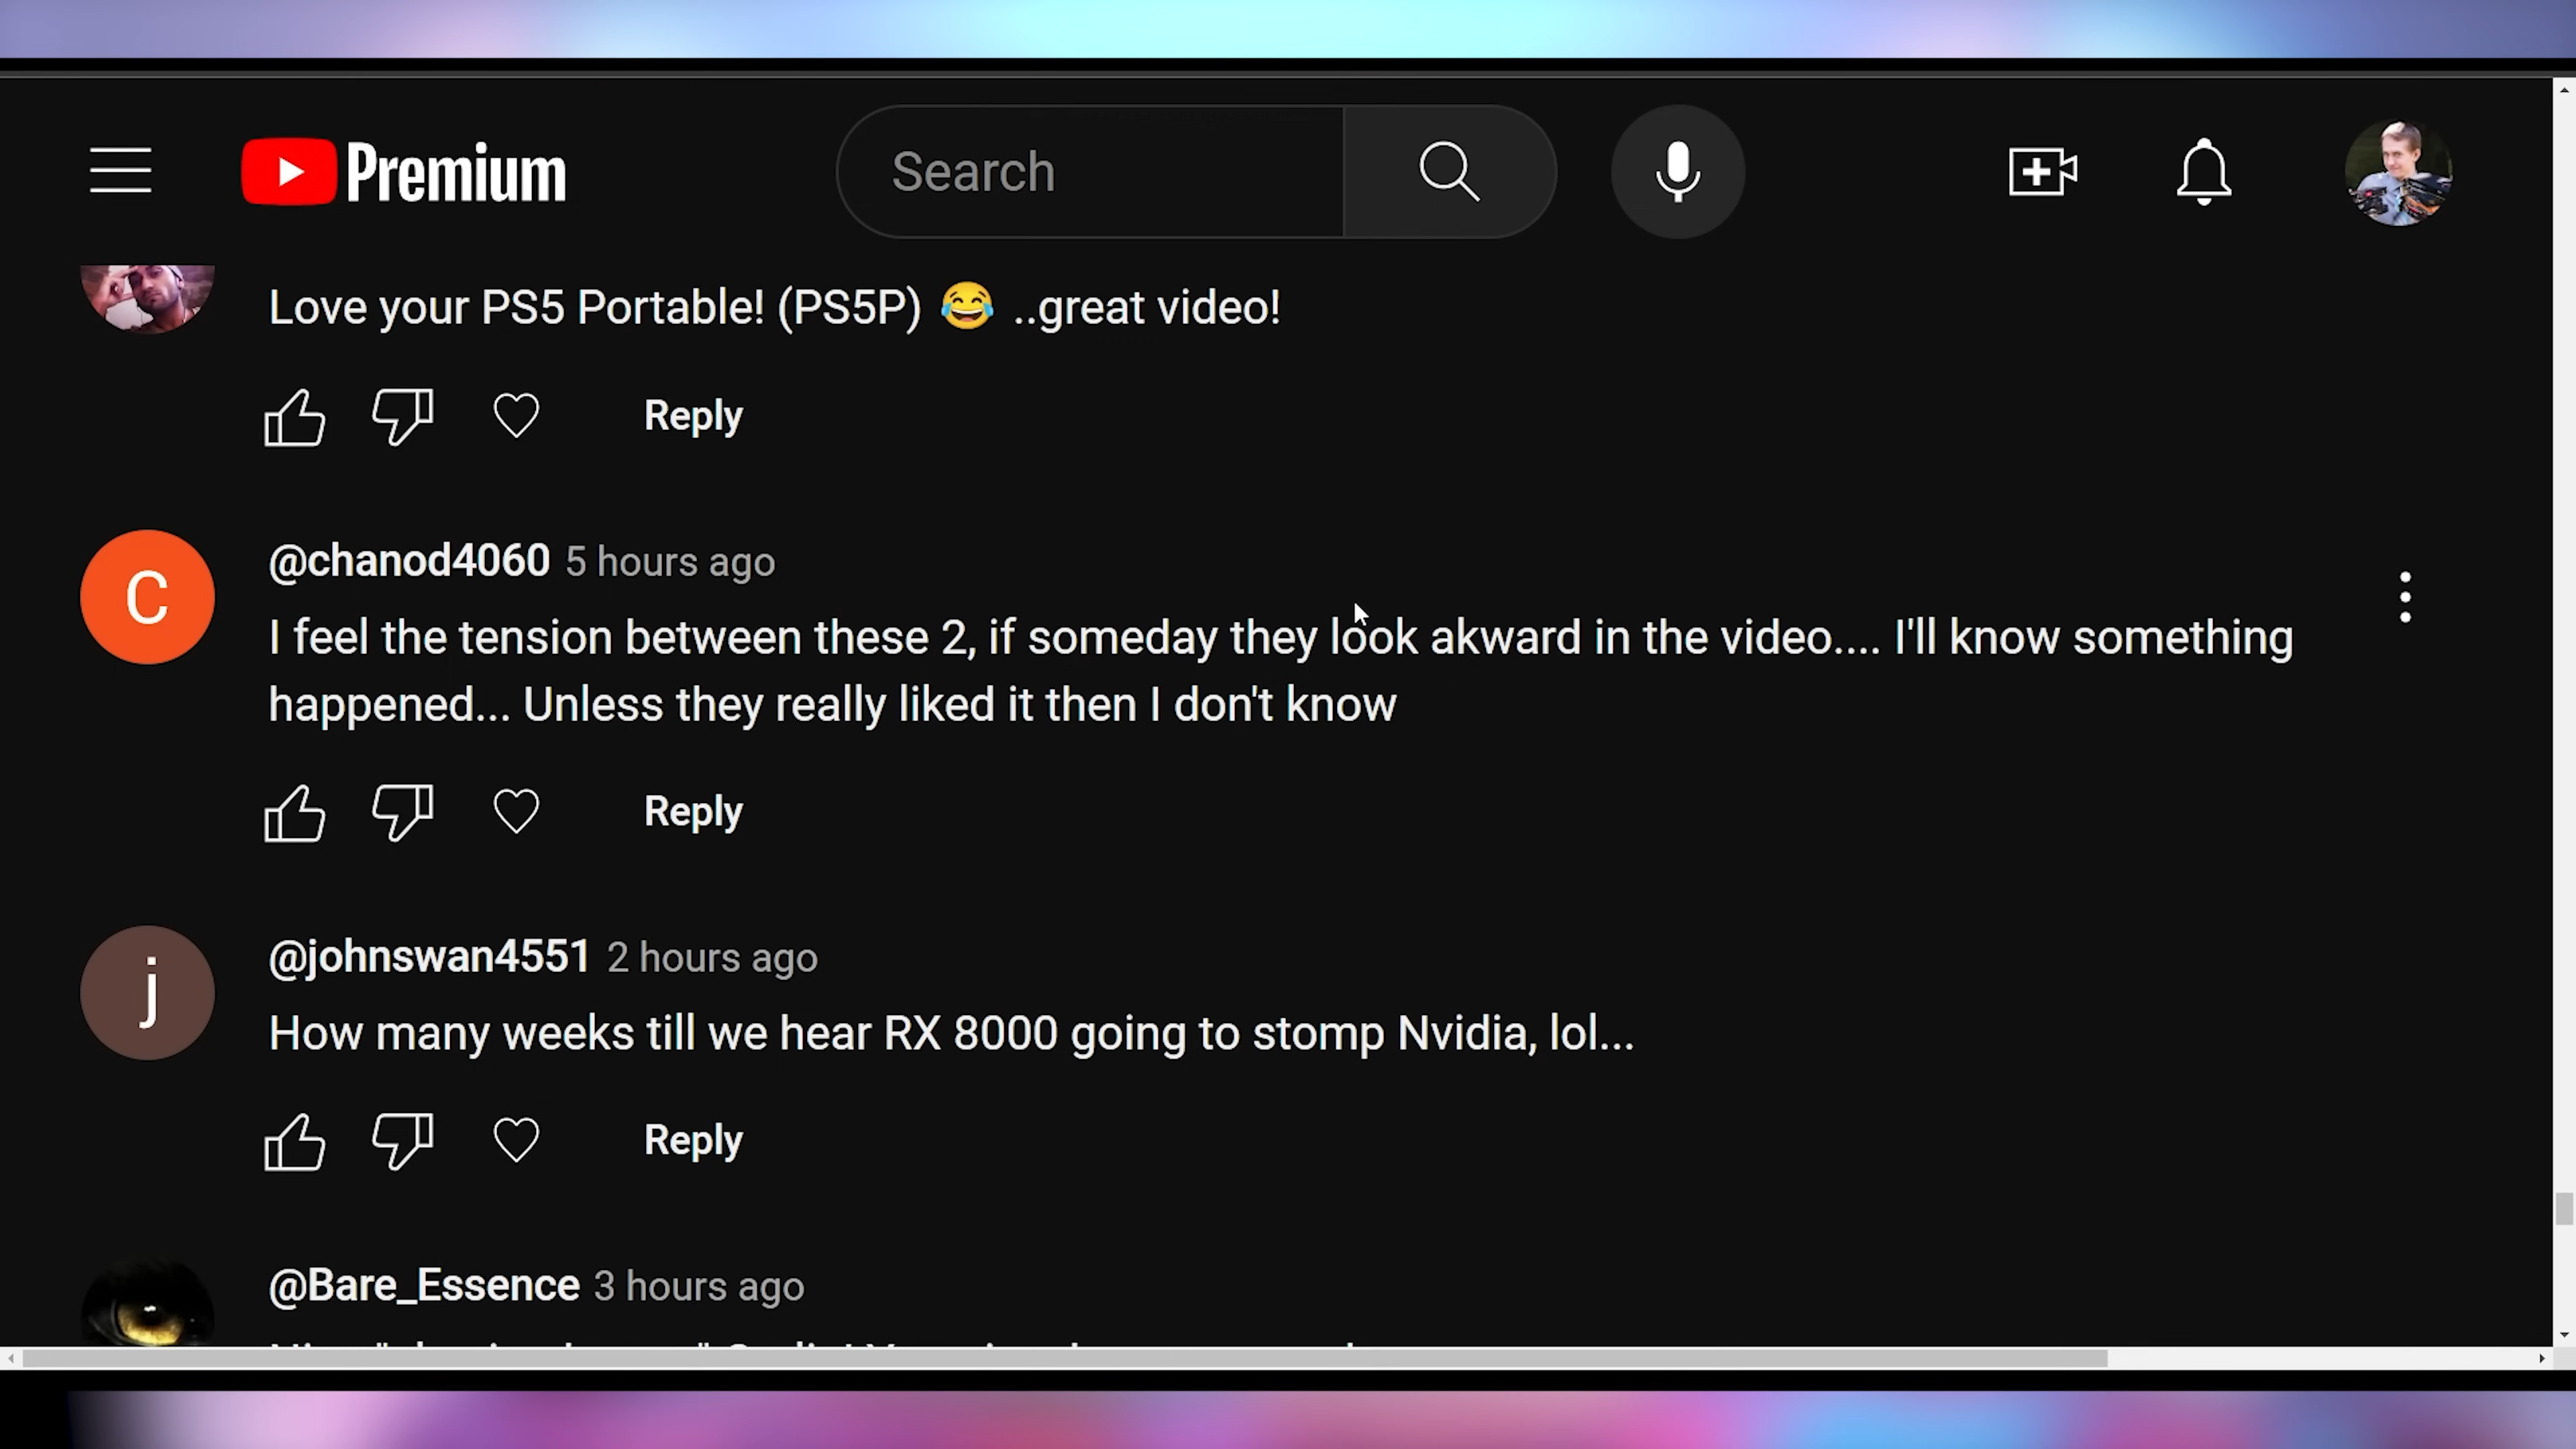 Premium
Search
Love your PS5 Portable! (PS5P) 😂 ..great video!
Reply
C
@chanod4060 5 hours ago
I feel the tension between these 2, if someday they look akward in the video.... I'll know something
happened... Unless they really liked it then I don't know
Reply
j
@johnswan4551 2 hours ago
How many weeks till we hear RX 8000 going to stomp Nvidia, lol...
Reply
@Bare_Essence 3 hours ago